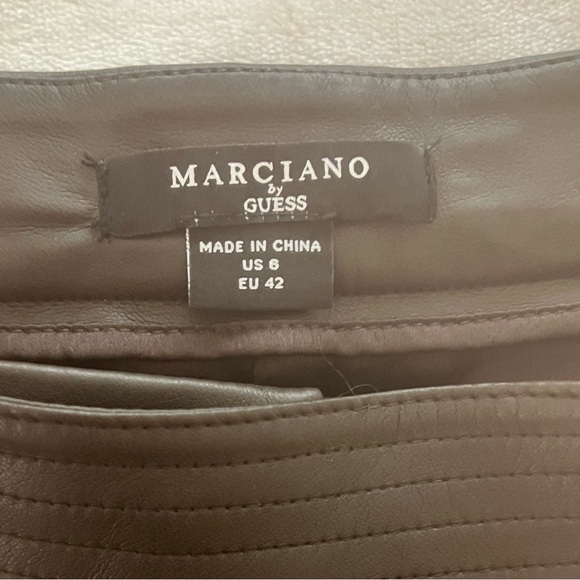 MARCIANO
by
GUESS
MADE IN CHINA
US 6
EU 42